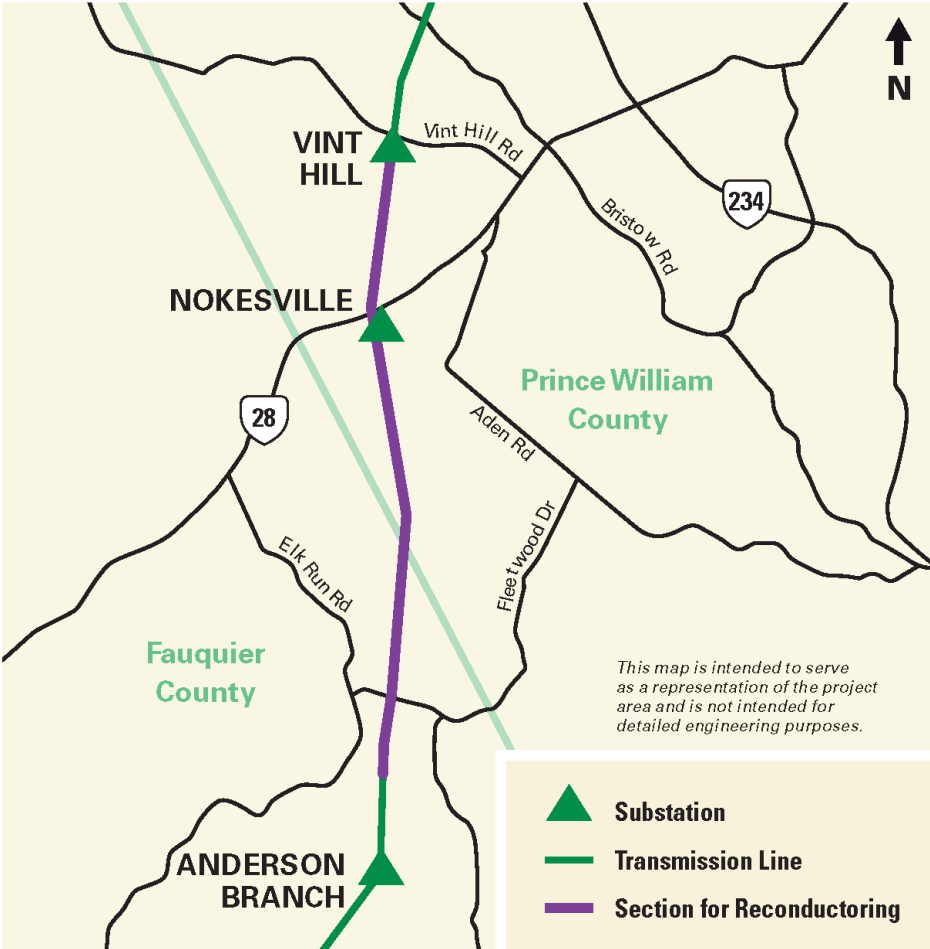 N
VINT
HILL
Vint Hill Rd
234
Bristow Rd
NOKESVILLE
Prince William
County
28
Aden Rd
Elk Run Rd
Fleetwood Dr
Fauquier
County
This map is intended to serve
as a representation of the project
area and is not intended for
detailed engineering purposes.
ANDERSON
BRANCH
Substation
Transmission Line
Section for Reconductoring